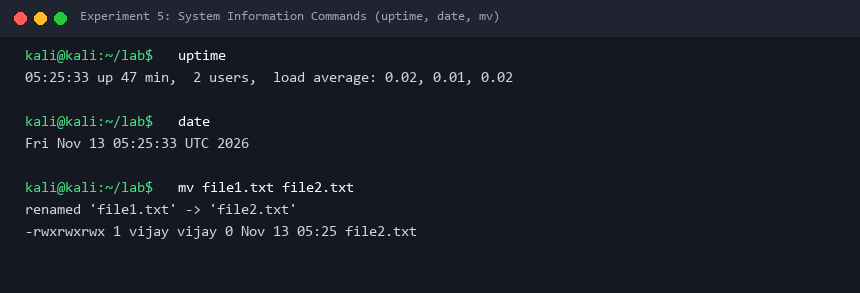 Experiment 5: System Information Commands (uptime, date, mv)
kali@kali:~/lab$ uptime
05:25:33 up 47 min,  2 users,  load average: 0.02, 0.01, 0.02
kali@kali:~/lab$ date
Fri Nov 13 05:25:33 UTC 2026
kali@kali:~/lab$ mv file1.txt file2.txt
renamed 'file1.txt' -> 'file2.txt'
-rwxrwxrwx 1 vijay vijay 0 Nov 13 05:25 file2.txt